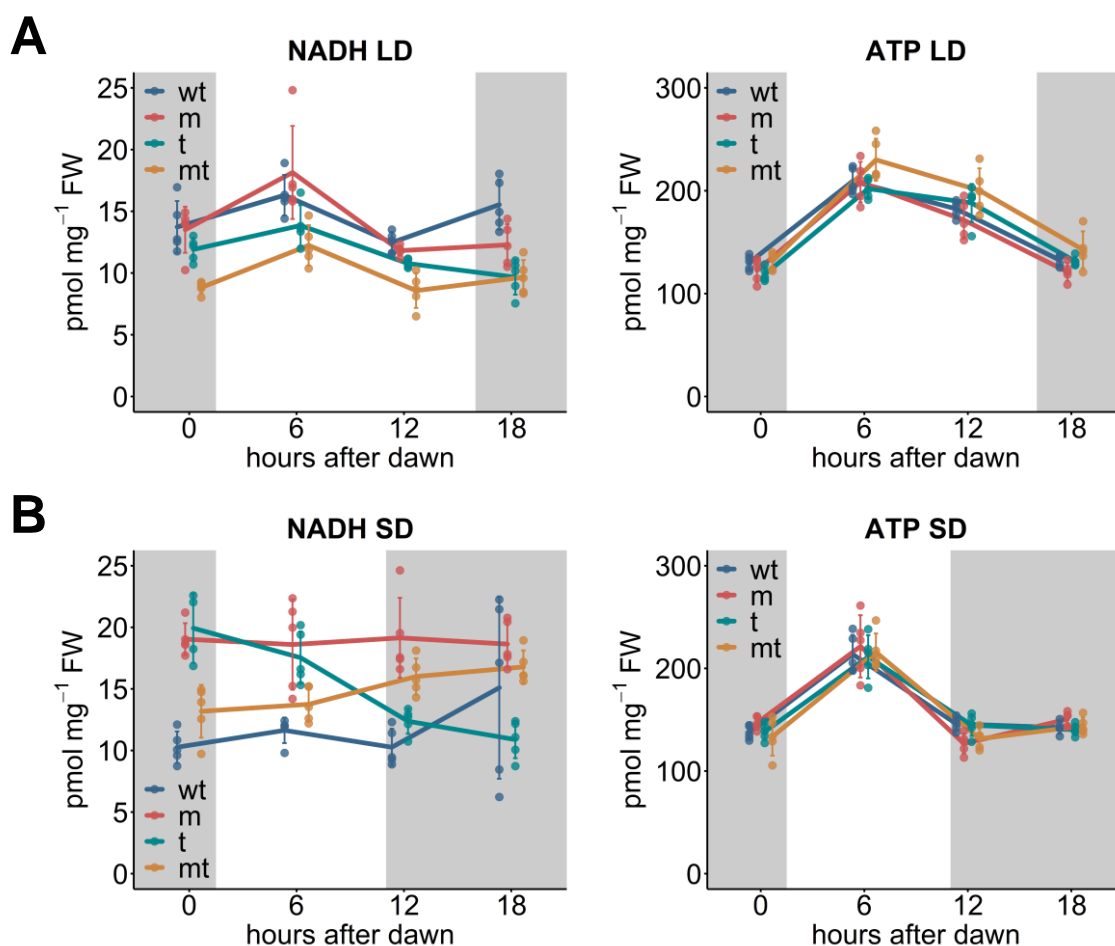 A
NADH LD
pmol mg⁻¹ FW
25
20
15
10
5
0
wt
m
t
mt
0 6 12 18
hours after dawn
ATP LD
pmol mg⁻¹ FW
300
200
100
0
wt
m
t
mt
0 6 12 18
hours after dawn
B
NADH SD
pmol mg⁻¹ FW
25
20
15
10
5
0
wt
m
t
mt
0 6 12 18
hours after dawn
ATP SD
pmol mg⁻¹ FW
300
200
100
0
wt
m
t
mt
0 6 12 18
hours after dawn